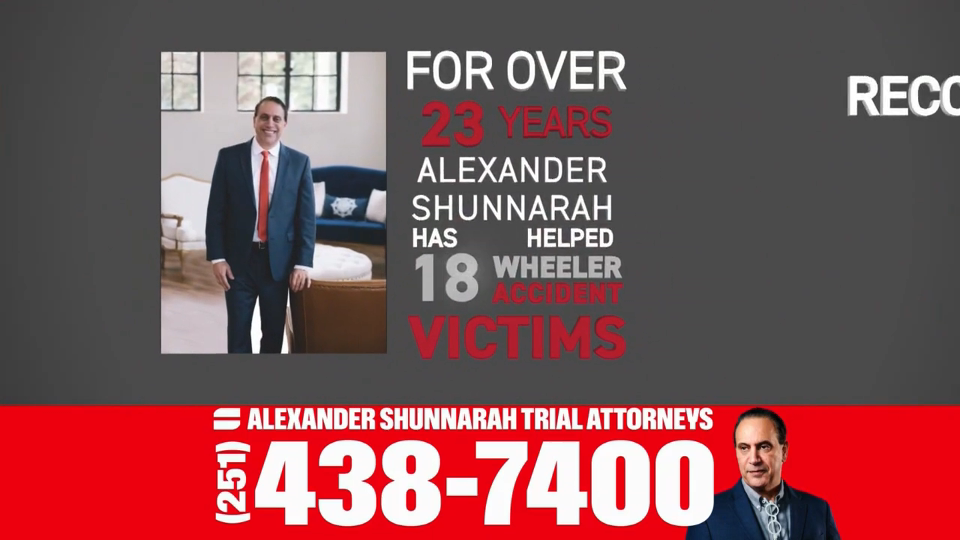 FOR OVER
23 YEARS
ALEXANDER
SHUNNARAH
HAS HELPED
18 WHEELER
ACCIDENT
VICTIMS
RECO
ALEXANDER SHUNNARAH TRIAL ATTORNEYS
(251) 438-7400